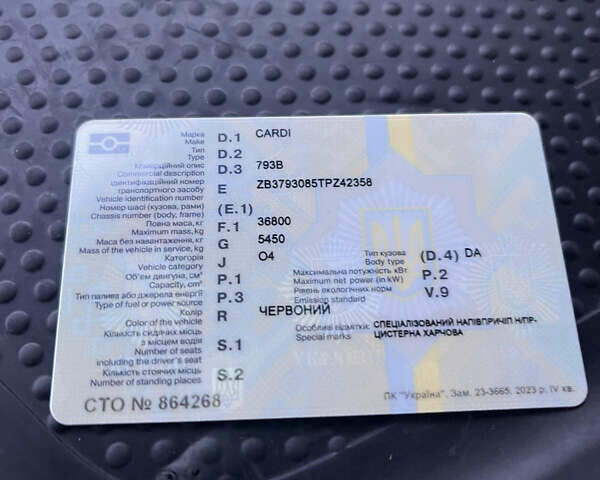 Марка D.1 CARDI
Make
Тип D.2
Type
Комерційний опис D.3 793B
Commercial description
Ідентифікаційний номер
транспортного засобу E ZB3793085TPZ42358
Vehicle identification number
Номер шасі (кузова, рами) (E.1)
Chassis number (body, frame)
Повна маса, кг F.1 36800
Maximum mass, kg
Маса без навантаження, кг G 5450
Mass of the vehicle in service, kg
Категорія J O4
Vehicle category
Тип кузова (D.4) DA
Body type
Об'єм двигуна, см³ P.1
Capacity, cm³
Максимальна потужність кВт P.2
Maximum net power (in kW)
Тип палива або джерела енергії P.3
Type of fuel or power source
Рівень екологічних норм V.9
Emission standard
Колір R ЧЕРВОНИЙ
Color of the vehicle
Особливі відмітки: СПЕЦІАЛІЗОВАНИЙ НАПІВПРИЧІП Н/ПР-
Special marks ЦИСТЕРНА ХАРЧОВА
Кількість сидячих місць
з місцем водія S.1
Number of seats
including the driver's seat
Кількість стоячих місць S.2
Number of standing places
СТО № 864268
ПК "Україна", Зам. 23-3665, 2023 р. IV кв.